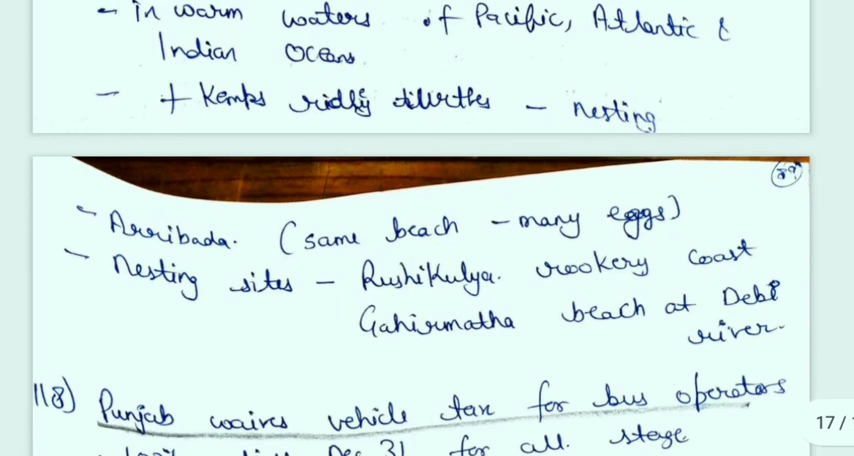 - in warm waters of Pacific, Atlantic &
Indian Oceans
- + Kemps ridly turtles - nesting
- Arribada. (same beach - many eggs)
- Nesting sites - Rushikulya rookery coast
Gahirmatha beach at Debi
river.
118) Punjab waives vehicle tax for bus operators
Dec 31 for all stage
17 /